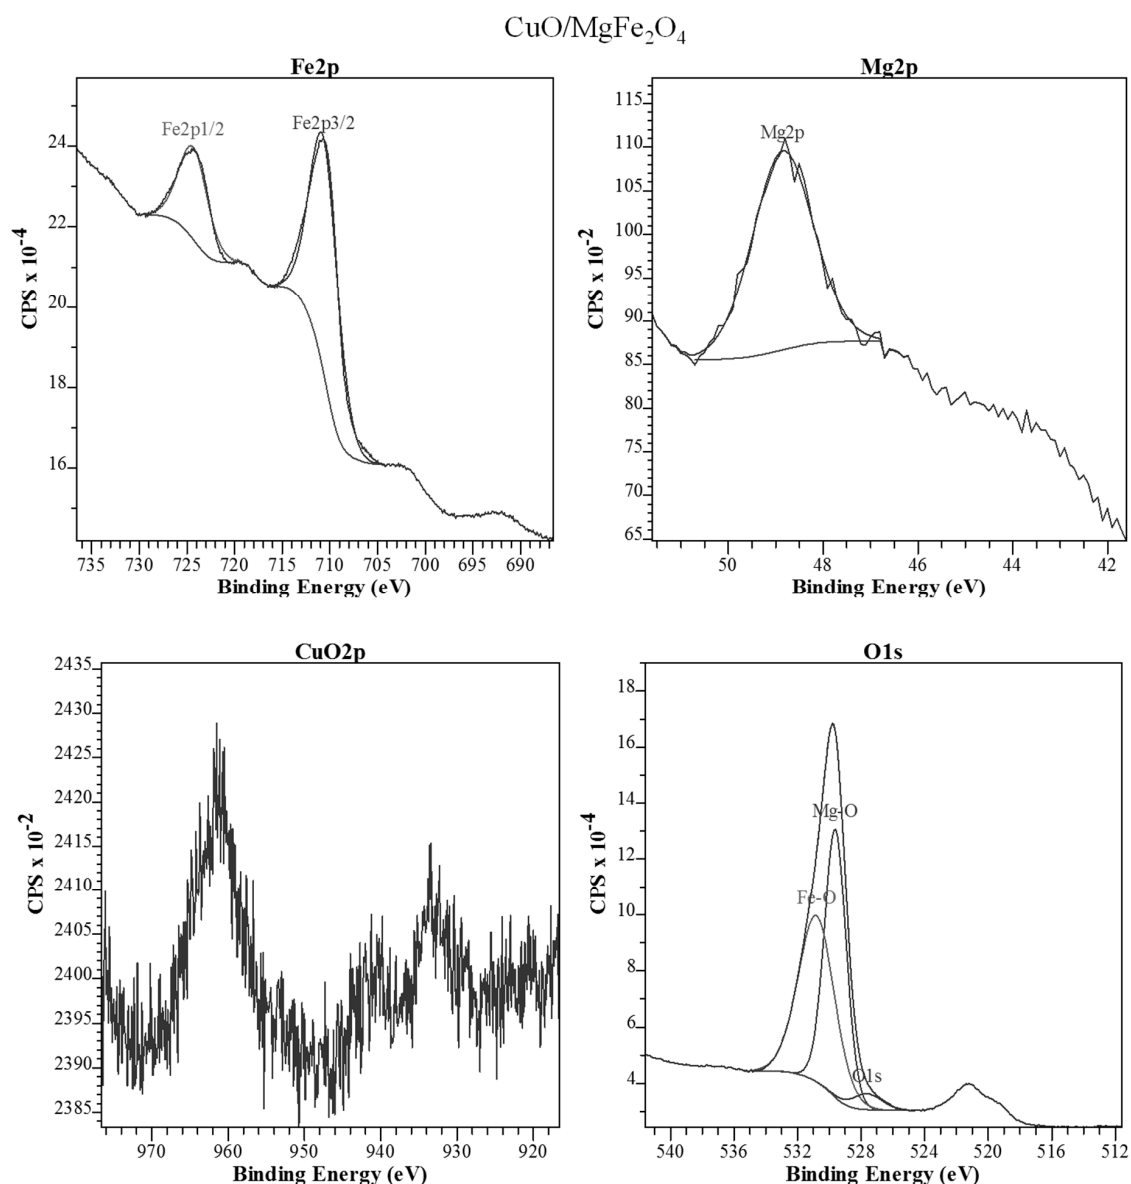 CuO/MgFe₂O₄
Fe2p
Fe2p1/2
Fe2p3/2
24
22
20
18
16
CPS x 10⁻⁴
735 730 725 720 715 710 705 700 695 690
Binding Energy (eV)
Mg2p
Mg2p
115
110
105
100
95
90
85
80
75
70
65
CPS x 10⁻²
50 48 46 44 42
Binding Energy (eV)
CuO2p
2435
2430
2425
2420
2415
2410
2405
2400
2395
2390
2385
CPS x 10⁻²
970 960 950 940 930 920
Binding Energy (eV)
O1s
18
16
14
12
10
8
6
4
CPS x 10⁻⁴
Mg-O
Fe-O
O1s
540 536 532 528 524 520 516 512
Binding Energy (eV)